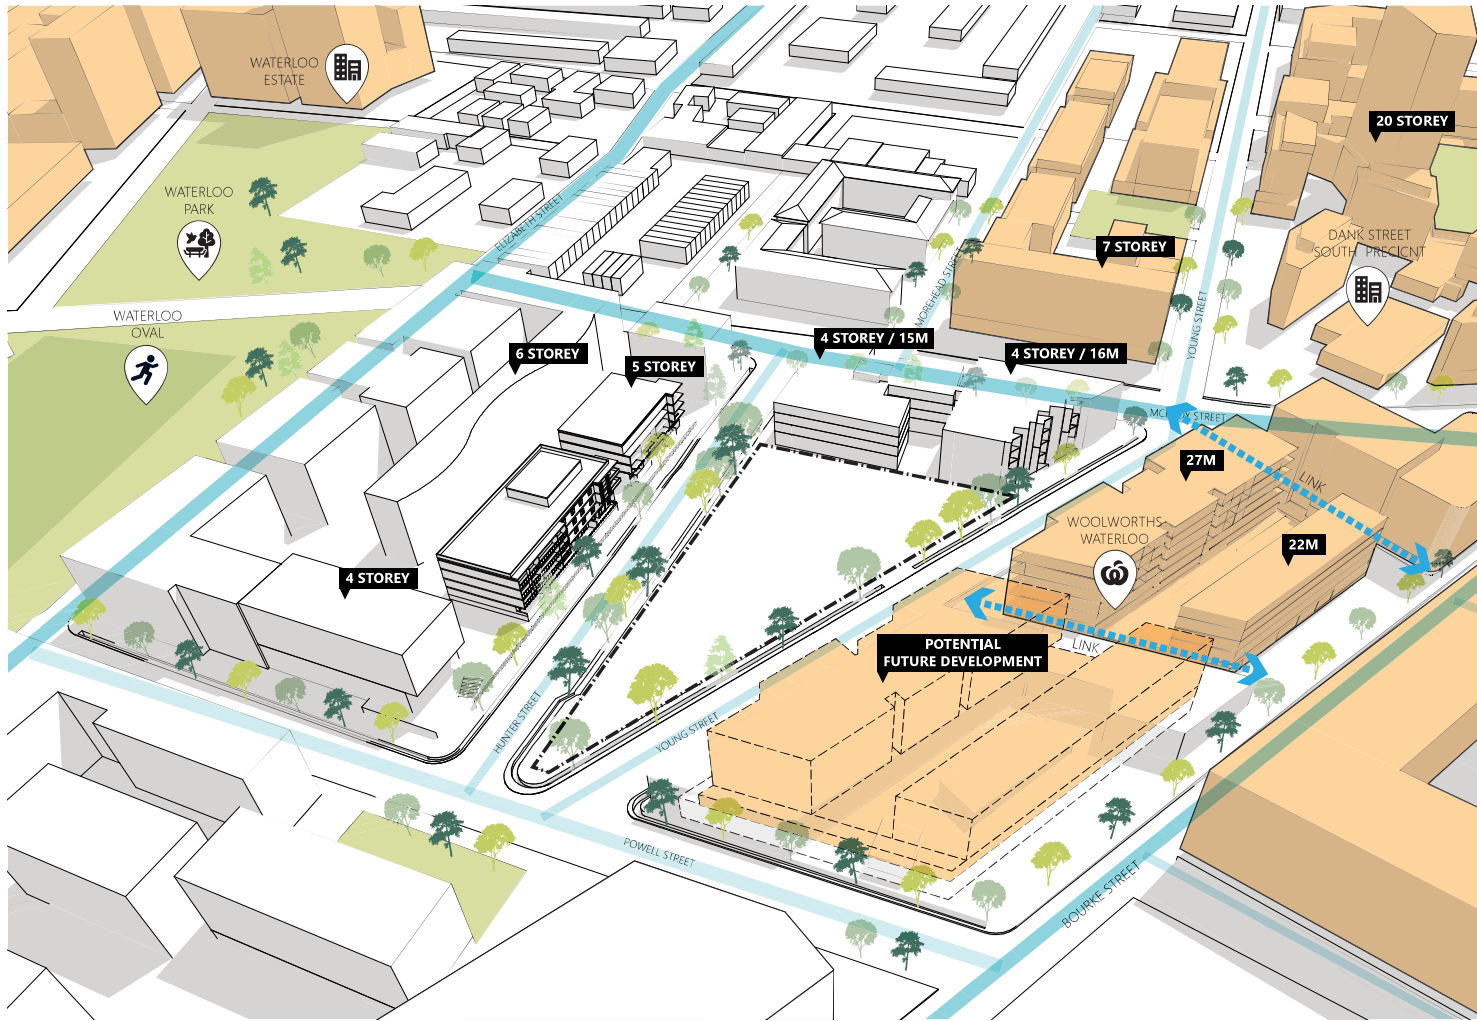 WATERLOO
ESTATE
20 STOREY
WATERLOO
PARK
ELIZABETH STREET
DANK STREET
SOUTH PRECICNT
7 STOREY
MOREHEAD STREET
YOUNG STREET
WATERLOO
OVAL
6 STOREY
5 STOREY
4 STOREY / 15M
4 STOREY / 16M
STREET
27M
LINK
WOOLWORTHS
WATERLOO
22M
4 STOREY
POTENTIAL
FUTURE DEVELOPMENT
LINK
HUNTER STREET
YOUNG STREET
POWELL STREET
BOURKE STREET